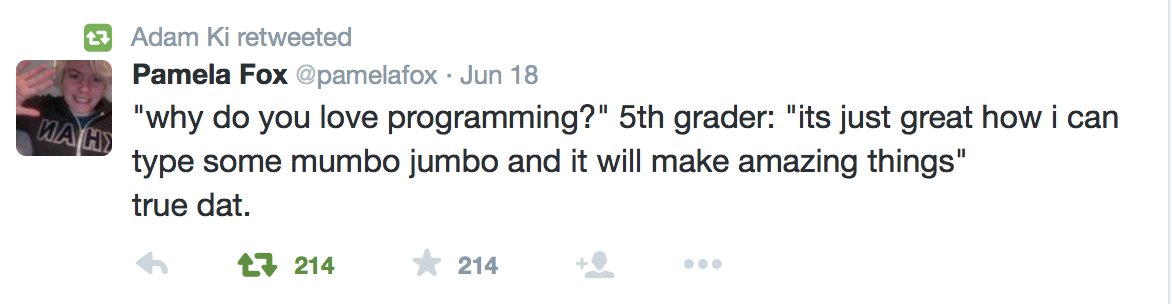 Adam Ki retweeted
Pamela Fox @pamelafox · Jun 18
"why do you love programming?" 5th grader: "its just great how i can
type some mumbo jumbo and it will make amazing things"
true dat.
214 214